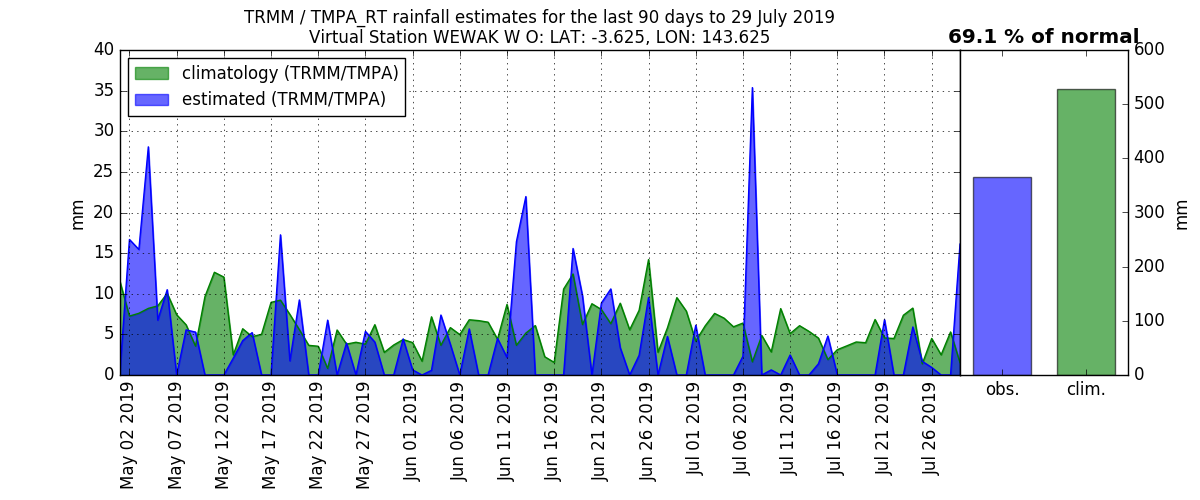 TRMM / TMPA_RT rainfall estimates for the last 90 days to 29 July 2019
Virtual Station WEWAK W O: LAT: -3.625, LON: 143.625
69.1 % of normal
climatology (TRMM/TMPA)
estimated (TRMM/TMPA)
40
35
30
25
20
15
10
5
0
mm
600
500
400
300
200
100
0
mm
May 02 2019
May 07 2019
May 12 2019
May 17 2019
May 22 2019
May 27 2019
Jun 01 2019
Jun 06 2019
Jun 11 2019
Jun 16 2019
Jun 21 2019
Jun 26 2019
Jul 01 2019
Jul 06 2019
Jul 11 2019
Jul 16 2019
Jul 21 2019
Jul 26 2019
obs.
clim.